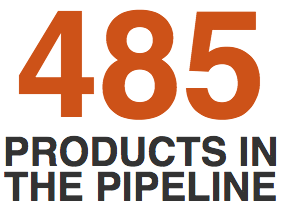 485
PRODUCTS IN
THE PIPELINE